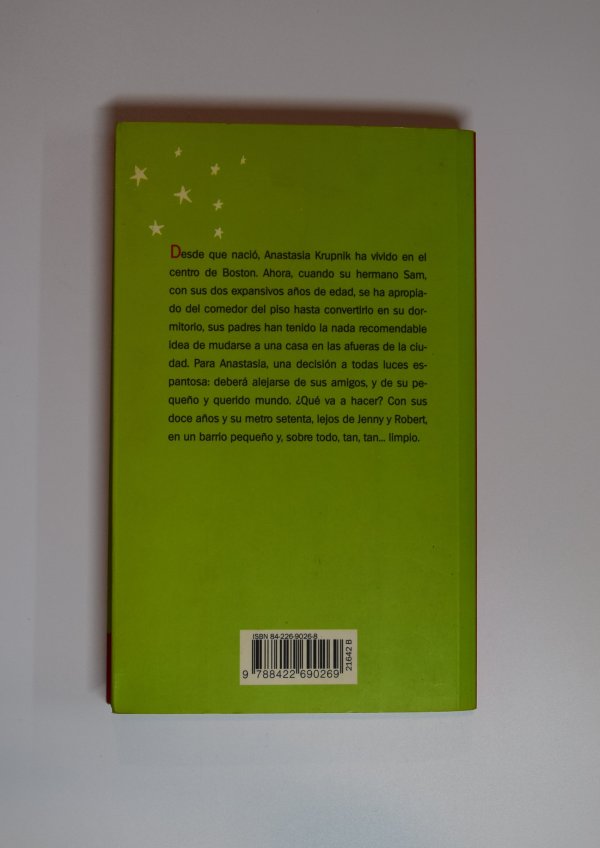 Desde que nació, Anastasia Krupnik ha vivido en el
centro de Boston. Ahora, cuando su hermano Sam,
con sus dos expansivos años de edad, se ha apropia-
do del comedor del piso hasta convertirlo en su dor-
mitorio, sus padres han tenido la nada recomendable
idea de mudarse a una casa en las afueras de la ciu-
dad. Para Anastasia, una decisión a todas luces es-
pantosa: deberá alejarse de sus amigos, y de su pe-
queño y querido mundo. ¿Qué va a hacer? Con sus
doce años y su metro setenta, lejos de Jenny y Robert,
en un barrio pequeño y, sobre todo, tan, tan... limpio.
ISBN 84-226-9026-8
9 788422 690269
21642 B